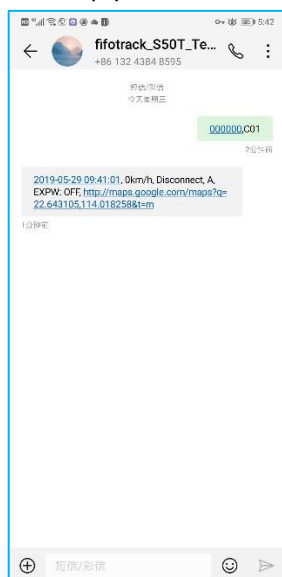 5:42
fifotrack_S50T_Te...
+86 132 4384 8595
短信/彩信
今天星期三
000000,C01
2分钟前
2019-05-29 09:41:01, 0km/h, Disconnect, A,
EXPW: OFF, http://maps.google.com/maps?q=
22.643105,114.018258&t=m
1分钟前
短信/彩信